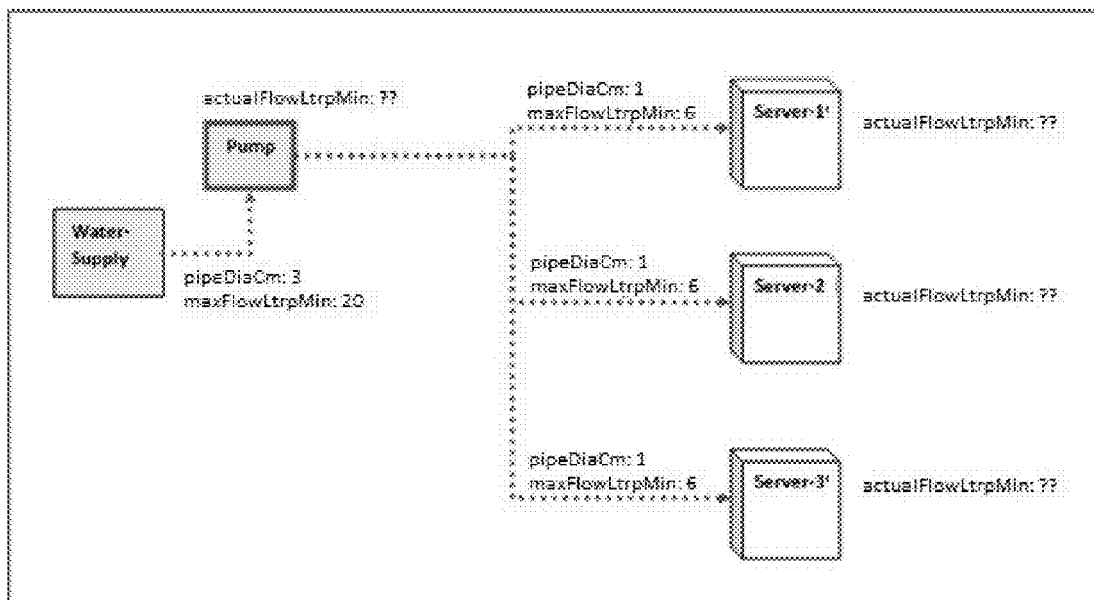 actualFlowLtrpMin: ??
Pump
Water-
Supply
pipeDiaCm: 3
maxFlowLtrpMin: 20
pipeDiaCm: 1
maxFlowLtrpMin: 6
Server-1'
actualFlowLtrpMin: ??
pipeDiaCm: 1
maxFlowLtrpMin: 6
Server-2
actualFlowLtrpMin: ??
pipeDiaCm: 1
maxFlowLtrpMin: 6
Server-3'
actualFlowLtrpMin: ??